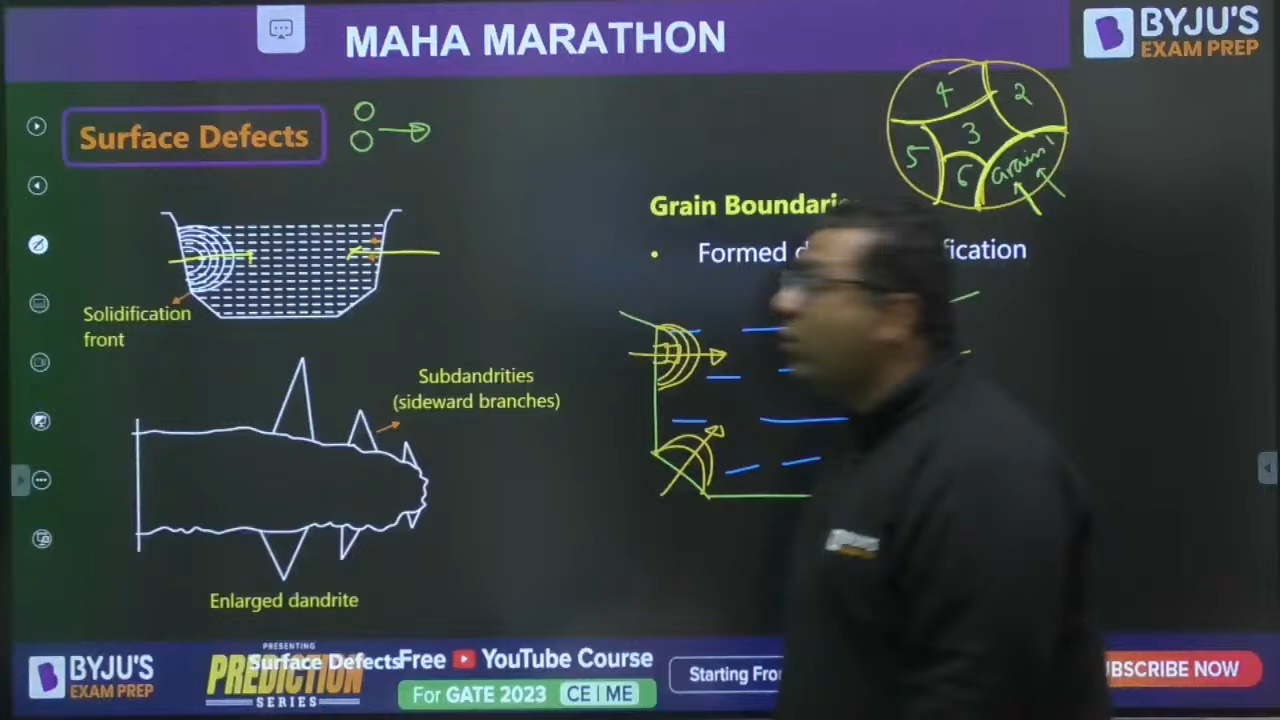 MAHA MARATHON
BYJU'S
EXAM PREP
Surface Defects
4
2
3
5
6
Grain 1
Grain Boundari
Formed d
fication
Solidification
front
Subdandrities
(sideward branches)
Enlarged dandrite
BYJU'S
EXAM PREP
PRESENTING
PREDICTION
SERIES
Surface Defects
Free YouTube Course
For GATE 2023 CE | ME
Starting Fro
UBSCRIBE NOW